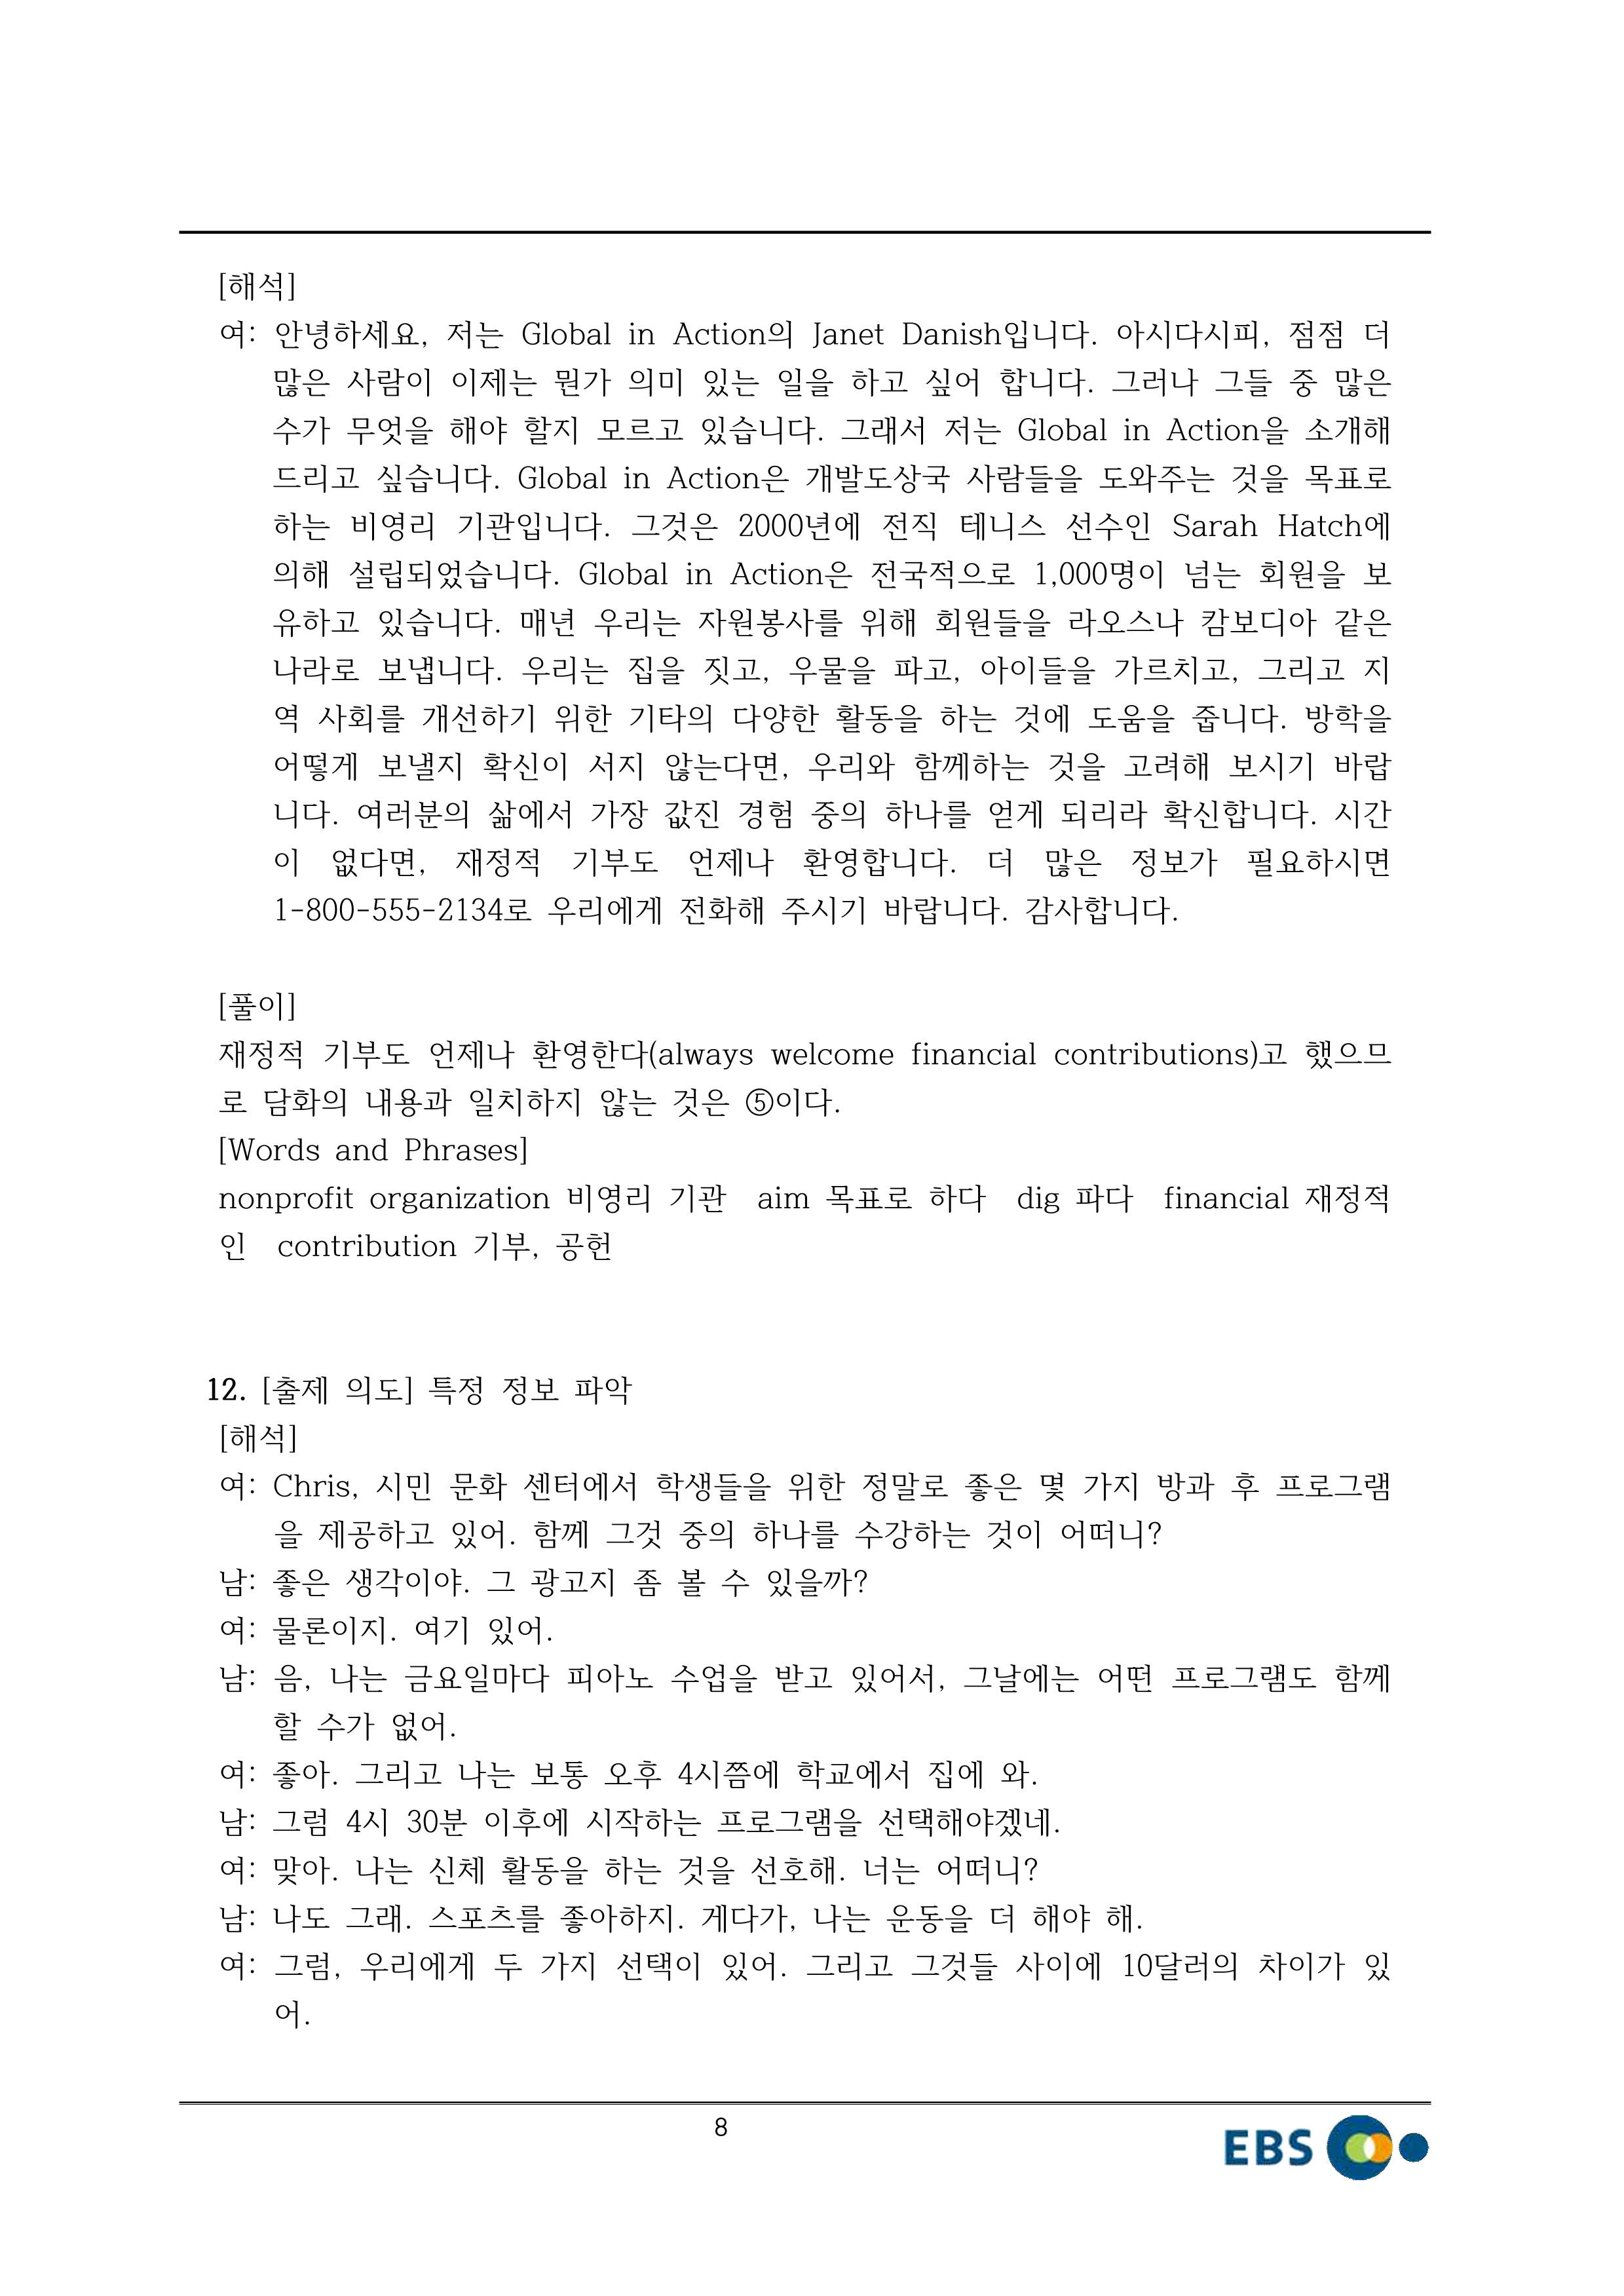 [해석]
여: 안녕하세요, 저는 Global in Action의 Janet Danish입니다. 아시다시피, 점점 더
많은 사람이 이제는 뭔가 의미 있는 일을 하고 싶어 합니다. 그러나 그들 중 많은
수가 무엇을 해야 할지 모르고 있습니다. 그래서 저는 Global in Action을 소개해
드리고 싶습니다. Global in Action은 개발도상국 사람들을 도와주는 것을 목표로
하는 비영리 기관입니다. 그것은 2000년에 전직 테니스 선수인 Sarah Hatch에
의해 설립되었습니다. Global in Action은 전국적으로 1,000명이 넘는 회원을 보
유하고 있습니다. 매년 우리는 자원봉사를 위해 회원들을 라오스나 캄보디아 같은
나라로 보냅니다. 우리는 집을 짓고, 우물을 파고, 아이들을 가르치고, 그리고 지
역 사회를 개선하기 위한 기타의 다양한 활동을 하는 것에 도움을 줍니다. 방학을
어떻게 보낼지 확신이 서지 않는다면, 우리와 함께하는 것을 고려해 보시기 바랍
니다. 여러분의 삶에서 가장 값진 경험 중의 하나를 얻게 되리라 확신합니다. 시간
이 없다면, 재정적 기부도 언제나 환영합니다. 더 많은 정보가 필요하시면
1-800-555-2134로 우리에게 전화해 주시기 바랍니다. 감사합니다.
[풀이]
재정적 기부도 언제나 환영한다(always welcome financial contributions)고 했으므
로 담화의 내용과 일치하지 않는 것은 ⑤이다.
[Words and Phrases]
nonprofit organization 비영리 기관 aim 목표로 하다 dig 파다 financial 재정적
인 contribution 기부, 공헌
12. [출제 의도] 특정 정보 파악
[해석]
여: Chris, 시민 문화 센터에서 학생들을 위한 정말로 좋은 몇 가지 방과 후 프로그램
을 제공하고 있어. 함께 그것 중의 하나를 수강하는 것이 어떠니?
남: 좋은 생각이야. 그 광고지 좀 볼 수 있을까?
여: 물론이지. 여기 있어.
남: 음, 나는 금요일마다 피아노 수업을 받고 있어서, 그날에는 어떤 프로그램도 함께
할 수가 없어.
여: 좋아. 그리고 나는 보통 오후 4시쯤에 학교에서 집에 와.
남: 그럼 4시 30분 이후에 시작하는 프로그램을 선택해야겠네.
여: 맞아. 나는 신체 활동을 하는 것을 선호해. 너는 어떠니?
남: 나도 그래. 스포츠를 좋아하지. 게다가, 나는 운동을 더 해야 해.
여: 그럼, 우리에게 두 가지 선택이 있어. 그리고 그것들 사이에 10달러의 차이가 있
어.
8
EBS